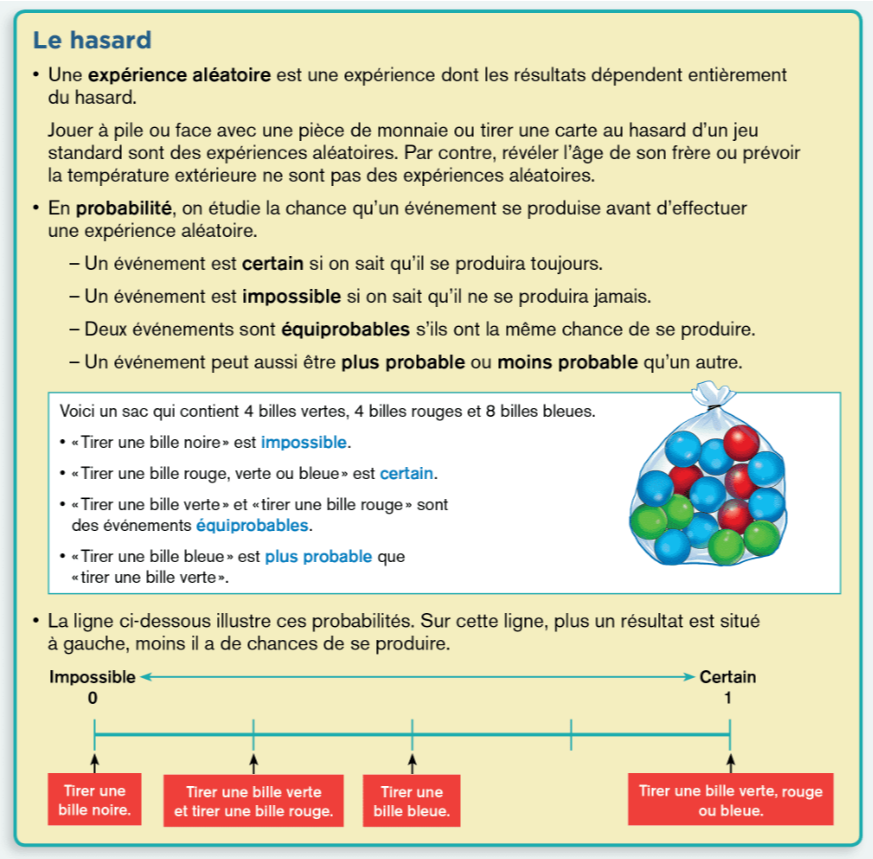 Le hasard
• Une expérience aléatoire est une expérience dont les résultats dépendent entièrement
du hasard.
Jouer à pile ou face avec une pièce de monnaie ou tirer une carte au hasard d’un jeu
standard sont des expériences aléatoires. Par contre, révéler l’âge de son frère ou prévoir
la température extérieure ne sont pas des expériences aléatoires.
• En probabilité, on étudie la chance qu’un événement se produise avant d’effectuer
une expérience aléatoire.
– Un événement est certain si on sait qu’il se produira toujours.
– Un événement est impossible si on sait qu’il ne se produira jamais.
– Deux événements sont équiprobables s’ils ont la même chance de se produire.
– Un événement peut aussi être plus probable ou moins probable qu’un autre.
Voici un sac qui contient 4 billes vertes, 4 billes rouges et 8 billes bleues.
• «Tirer une bille noire» est impossible.
• «Tirer une bille rouge, verte ou bleue» est certain.
• «Tirer une bille verte» et «tirer une bille rouge» sont
des événements équiprobables.
• «Tirer une bille bleue» est plus probable que
«tirer une bille verte».
• La ligne ci-dessous illustre ces probabilités. Sur cette ligne, plus un résultat est situé
à gauche, moins il a de chances de se produire.
Impossible Certain
0 1
Tirer une
bille noire.
Tirer une bille verte
et tirer une bille rouge.
Tirer une
bille bleue.
Tirer une bille verte, rouge
ou bleue.